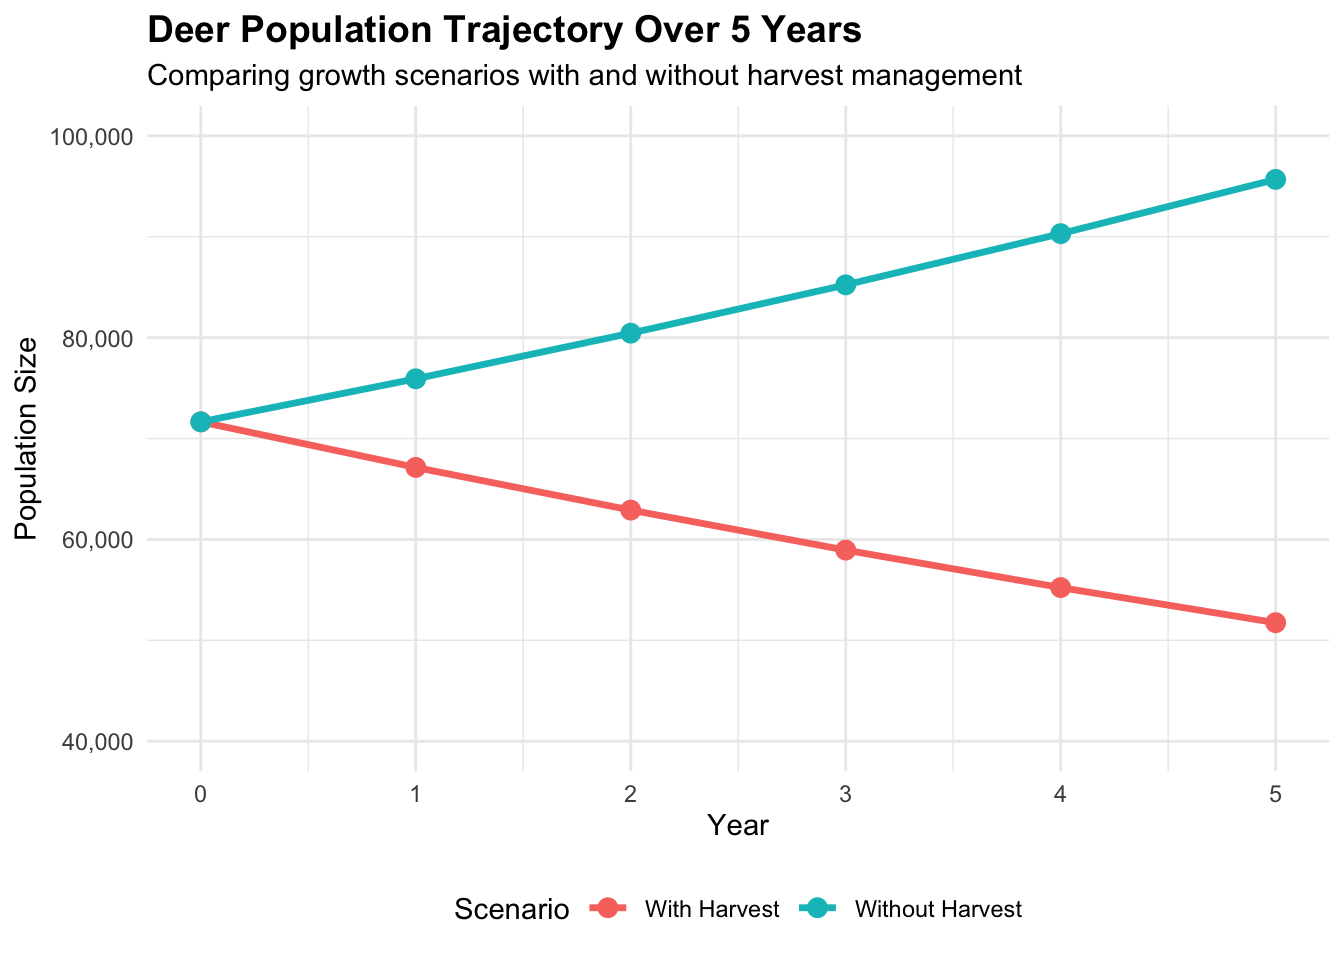 Deer Population Trajectory Over 5 Years
Comparing growth scenarios with and without harvest management
Population Size
100,000
80,000
60,000
40,000
0 1 2 3 4 5
Year
Scenario With Harvest Without Harvest